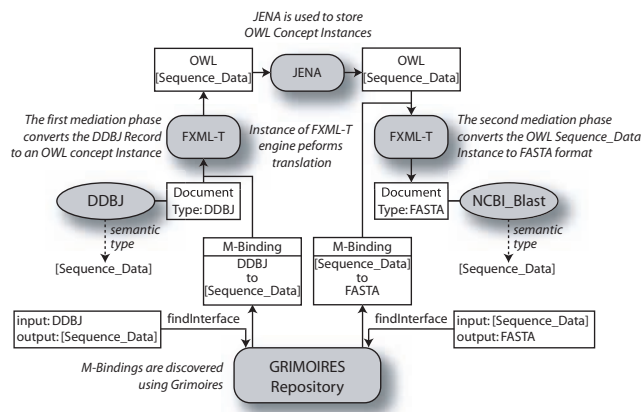 JENA is used to store
OWL Concept Instances
OWL
[Sequence_Data]
JENA
OWL
[Sequence_Data]
The first mediation phase
converts the DDBJ Record
to an OWL concept Instance
FXML-T
Instance of FXML-T
engine peforms
translation
FXML-T
The second mediation phase
converts the OWL Sequence_Data
Instance to FASTA format
DDBJ
Document
Type: DDBJ
Document
Type: FASTA
NCBI_Blast
semantic
type
[Sequence_Data]
semantic
type
[Sequence_Data]
M-Binding
DDBJ
to
[Sequence_Data]
M-Binding
[Sequence_Data]
to
FASTA
input: DDBJ
output: [Sequence_Data]
findInterface
findInterface
input: [Sequence_Data]
output: FASTA
M-Bindings are discovered
using Grimoires
GRIMOIRES
Repository